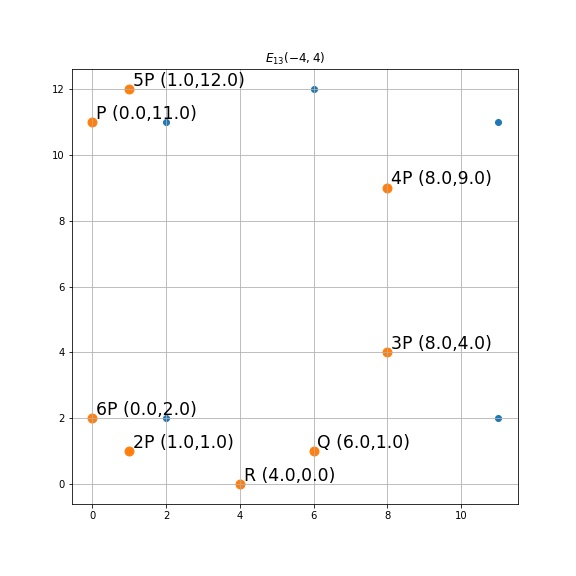 E₁₃(−4, 4)
5P (1.0,12.0)
P (0.0,11.0)
4P (8.0,9.0)
3P (8.0,4.0)
6P (0.0,2.0)
2P (1.0,1.0)
Q (6.0,1.0)
R (4.0,0.0)
12
10
8
6
4
2
0
0 2 4 6 8 10